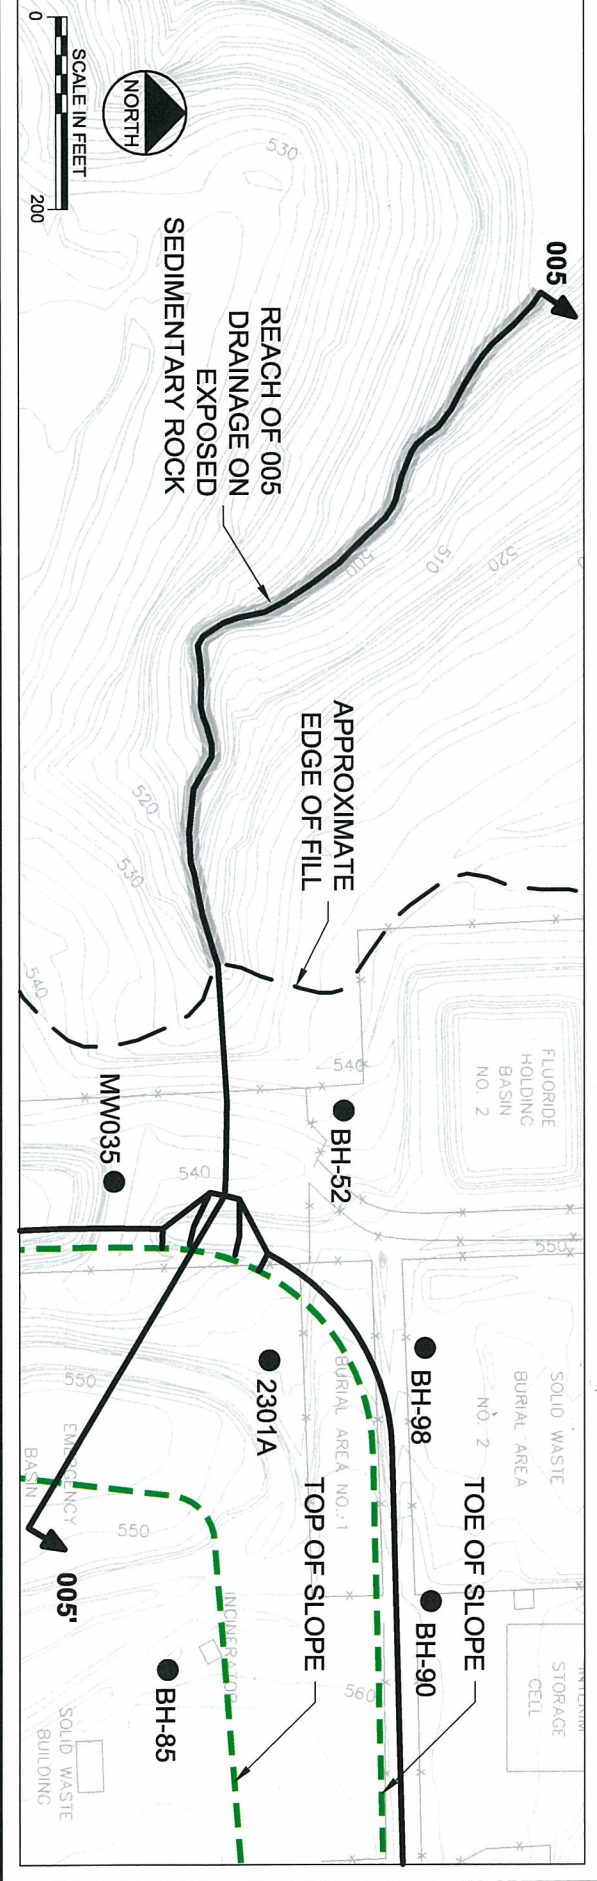 0
200
SCALE IN FEET
NORTH
530
005
REACH OF 005
DRAINAGE ON
EXPOSED
SEDIMENTARY ROCK
500
510
520
APPROXIMATE
EDGE OF FILL
520
530
540
FLUORIDE
HOLDING
BASIN
NO. 2
540
BH-52
MW035
540
550
BH-98
SOLID WASTE
BURIAL AREA
NO. 2
2301A
BURIAL AREA NO. 1
550
EMERGENCY
BASIN
TOE OF SLOPE
TOP OF SLOPE
550
005'
BH-90
INTERIM
STORAGE
CELL
560
INCINERATOR
BH-85
SOLID WASTE
BUILDING